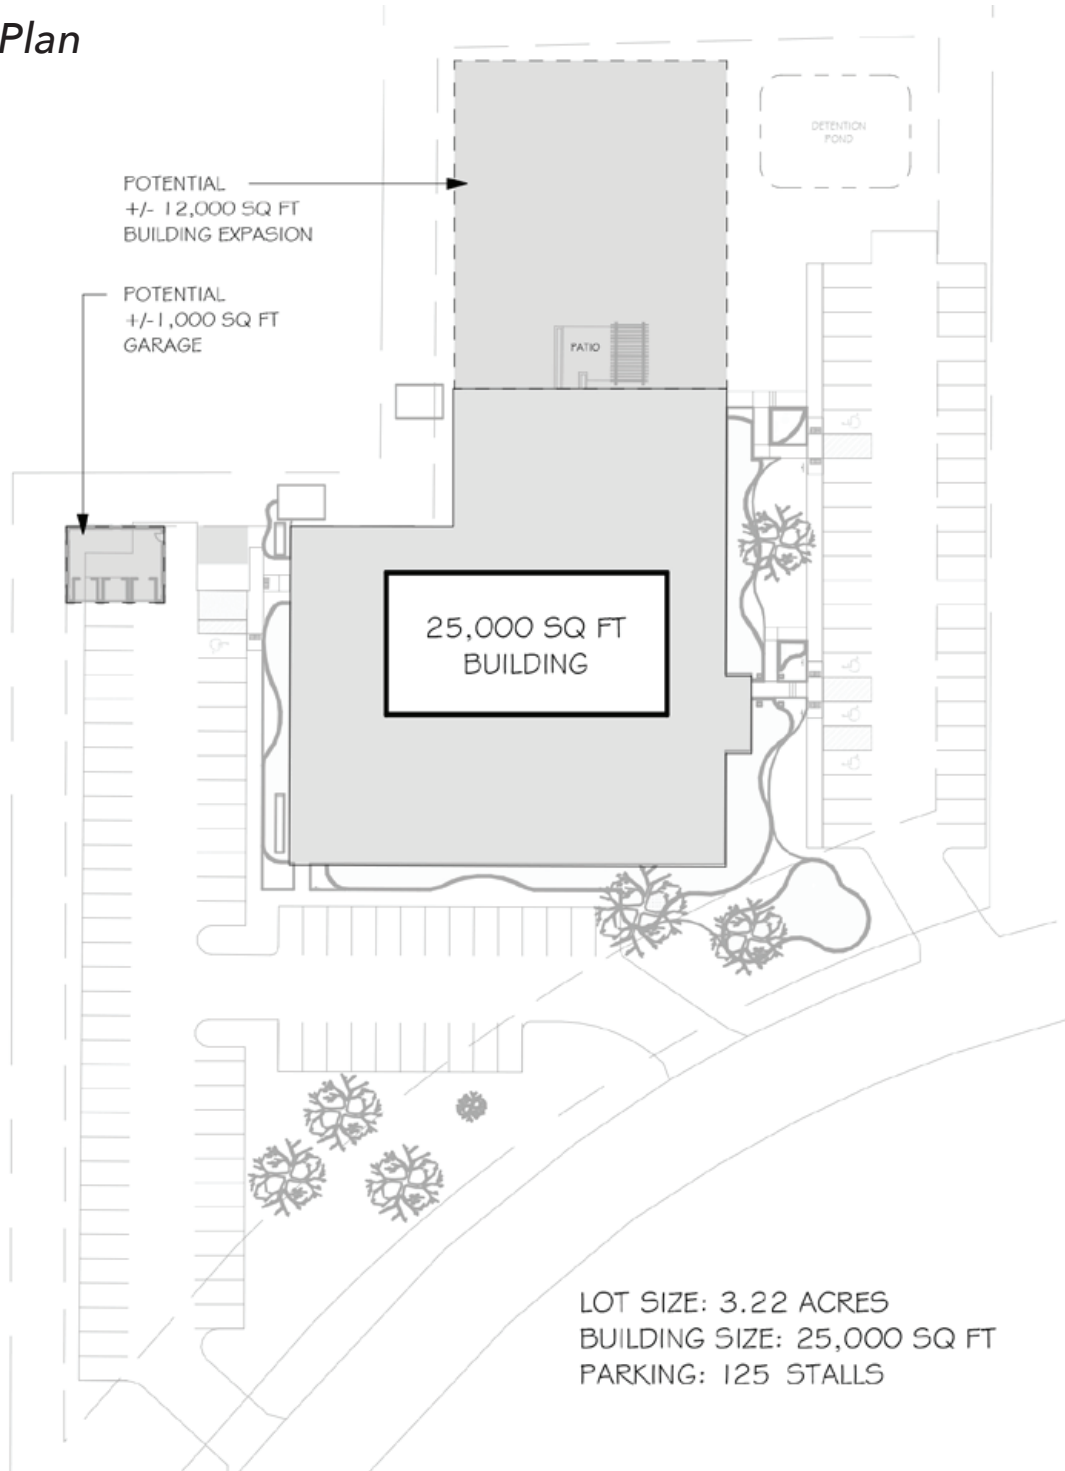 Plan
DETENTION
POND
POTENTIAL
+/- 12,000 SQ FT
BUILDING EXPASION
POTENTIAL
+/-1,000 SQ FT
GARAGE
PATIO
25,000 SQ FT
BUILDING
LOT SIZE: 3.22 ACRES
BUILDING SIZE: 25,000 SQ FT
PARKING: 125 STALLS